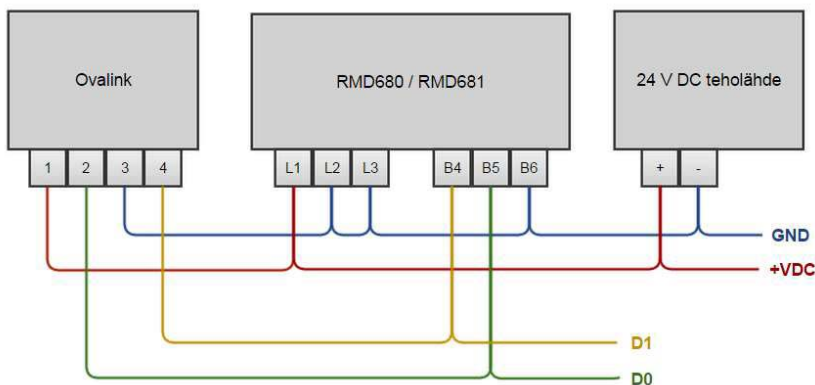 Ovalink
RMD680 / RMD681
24 V DC teholähde
1 2 3 4
L1 L2 L3
B4 B5 B6
+ -
GND
+VDC
D1
D0